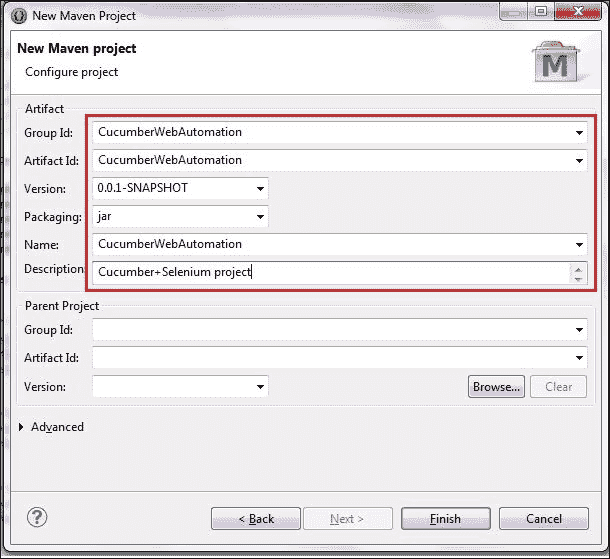 New Maven Project
New Maven project
Configure project
M
Artifact
Group Id: CucumberWebAutomation
Artifact Id: CucumberWebAutomation
Version: 0.0.1-SNAPSHOT
Packaging: jar
Name: CucumberWebAutomation
Description: Cucumber+Selenium project
Parent Project
Group Id:
Artifact Id:
Version: Browse... Clear
Advanced
? < Back Next > Finish Cancel